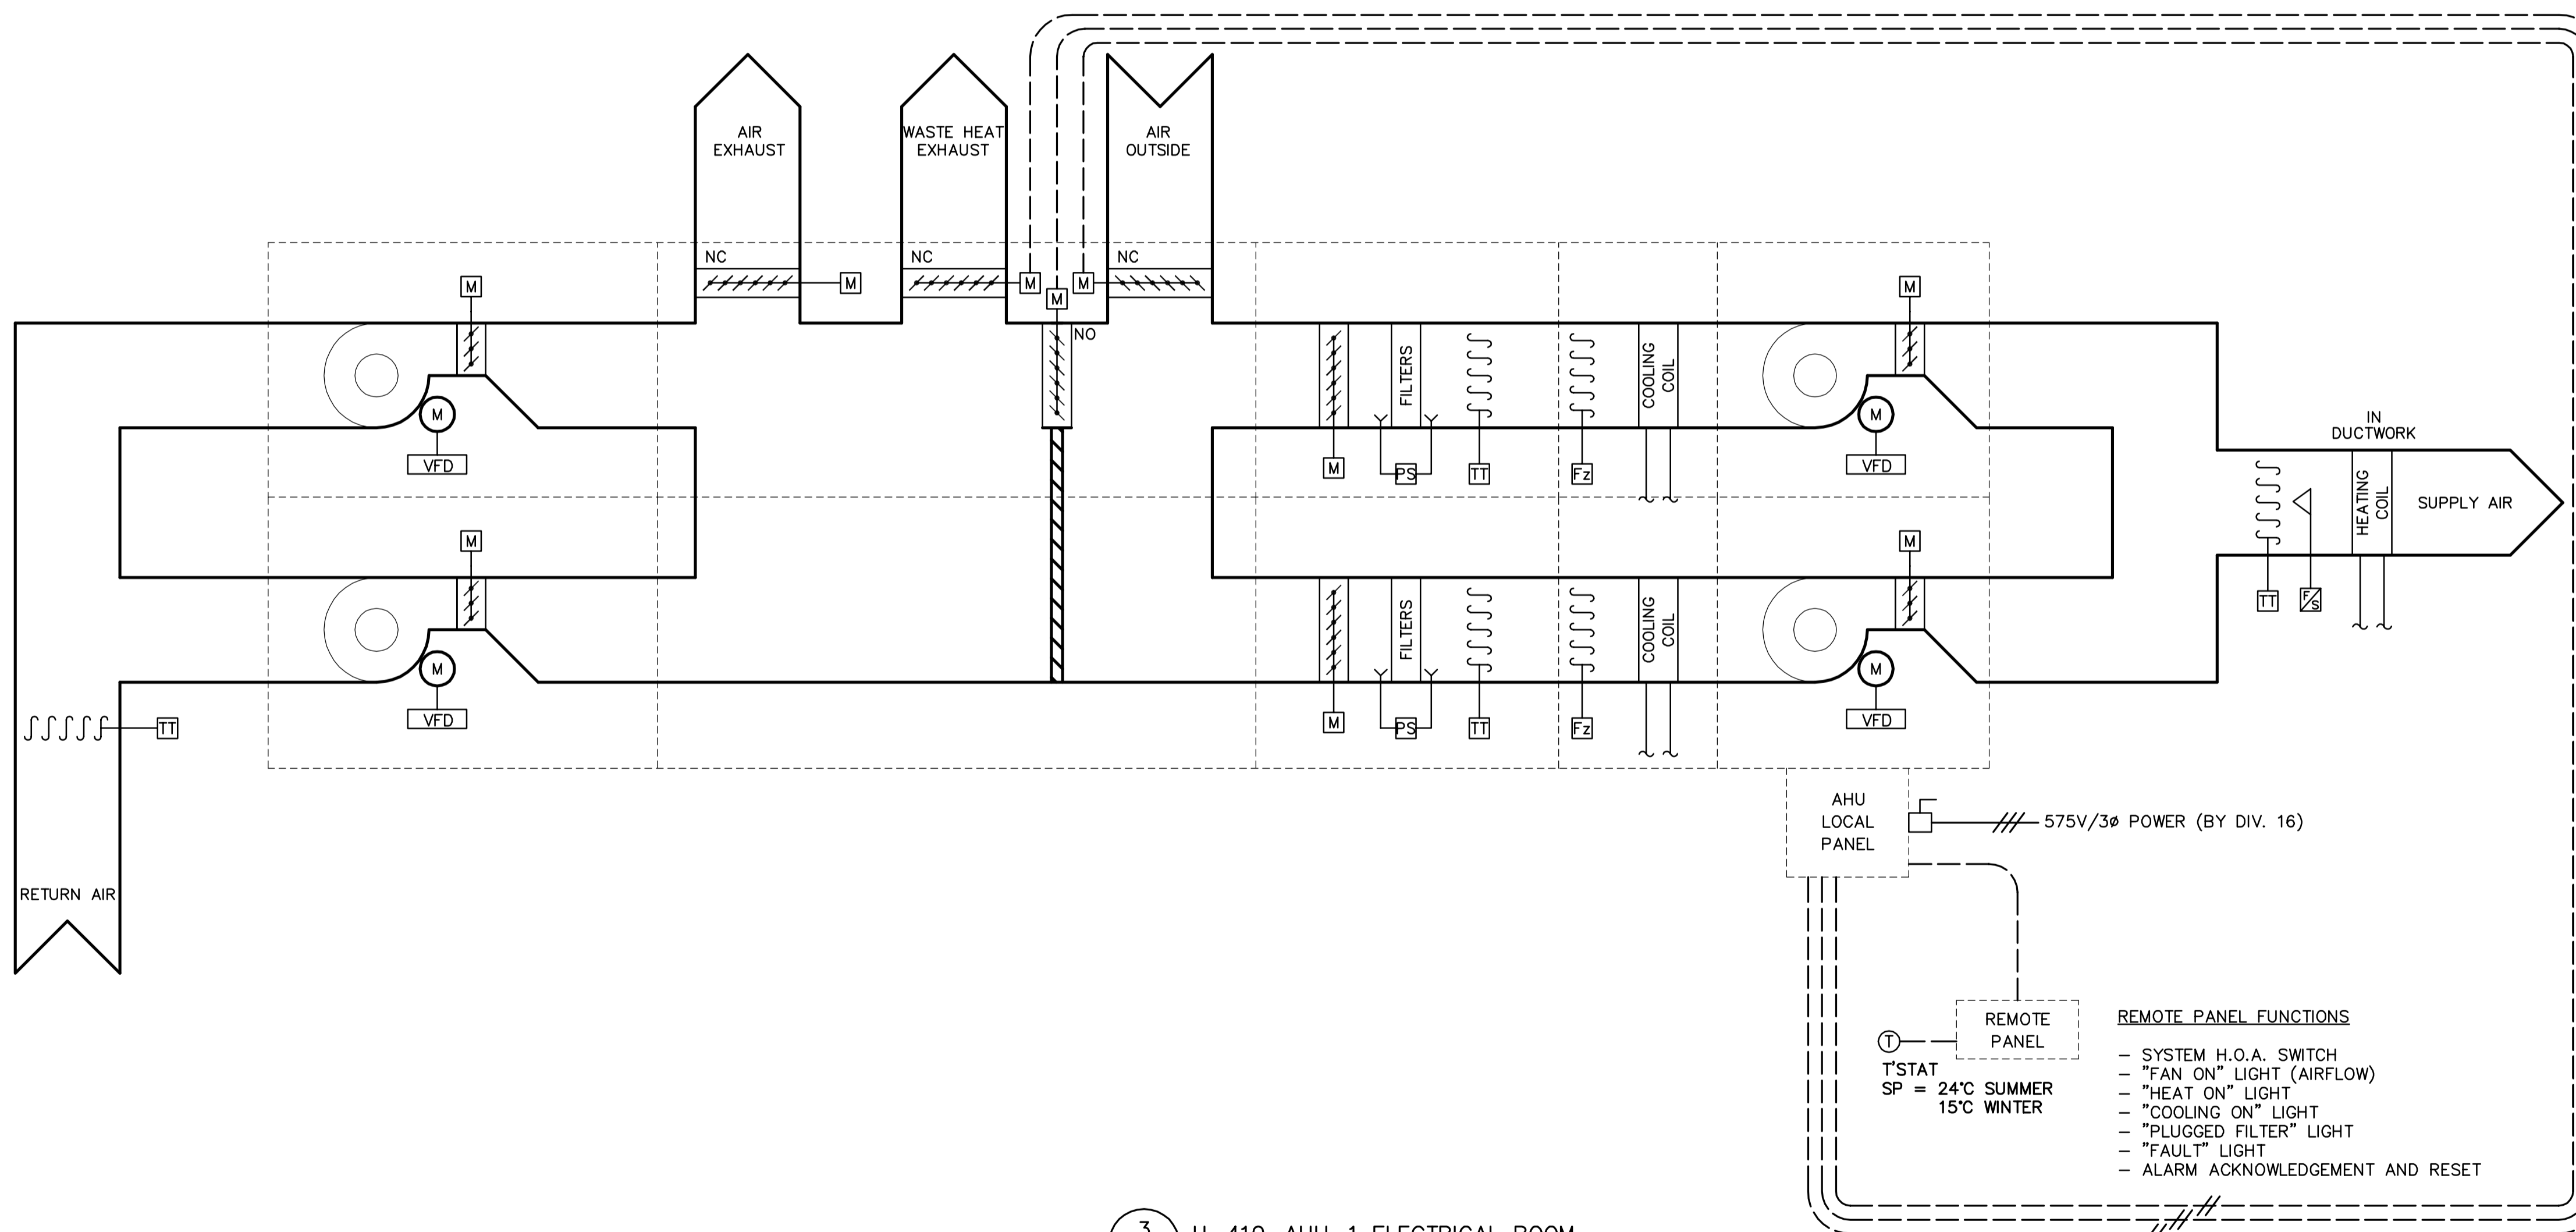 AIR
EXHAUST
WASTE HEAT
EXHAUST
AIR
OUTSIDE
NC
NC
NC
M
M
M
M
M
M
M
NO
FILTERS
COOLING
COIL
M
VFD
M
PS
TT
Fz
M
VFD
IN
DUCTWORK
HEATING
COIL
SUPPLY AIR
TT
F/S
M
M
FILTERS
COOLING
COIL
M
VFD
M
PS
TT
Fz
M
VFD
TT
RETURN AIR
AHU
LOCAL
PANEL
575V/3ø POWER (BY DIV. 16)
REMOTE
PANEL
T
T'STAT
SP = 24°C SUMMER
15°C WINTER
REMOTE PANEL FUNCTIONS
– SYSTEM H.O.A. SWITCH
– "FAN ON" LIGHT (AIRFLOW)
– "HEAT ON" LIGHT
– "COOLING ON" LIGHT
– "PLUGGED FILTER" LIGHT
– "FAULT" LIGHT
– ALARM ACKNOWLEDGEMENT AND RESET
3